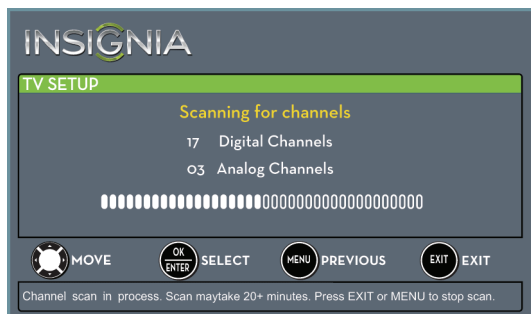 INSIGNIA
TV SETUP
Scanning for channels
17 Digital Channels
03 Analog Channels
MOVE OK ENTER SELECT MENU PREVIOUS EXIT EXIT
Channel scan in process. Scan maytake 20+ minutes. Press EXIT or MENU to stop scan.